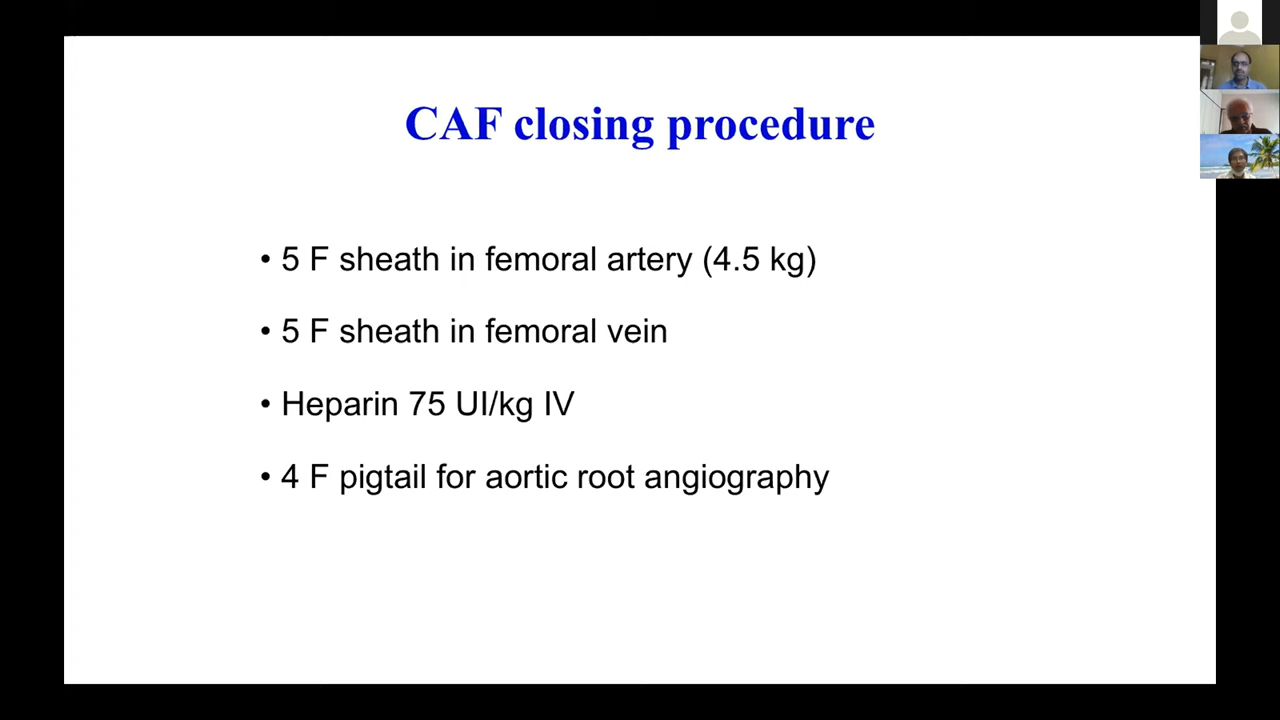 CAF closing procedure
• 5 F sheath in femoral artery (4.5 kg)
• 5 F sheath in femoral vein
• Heparin 75 UI/kg IV
• 4 F pigtail for aortic root angiography